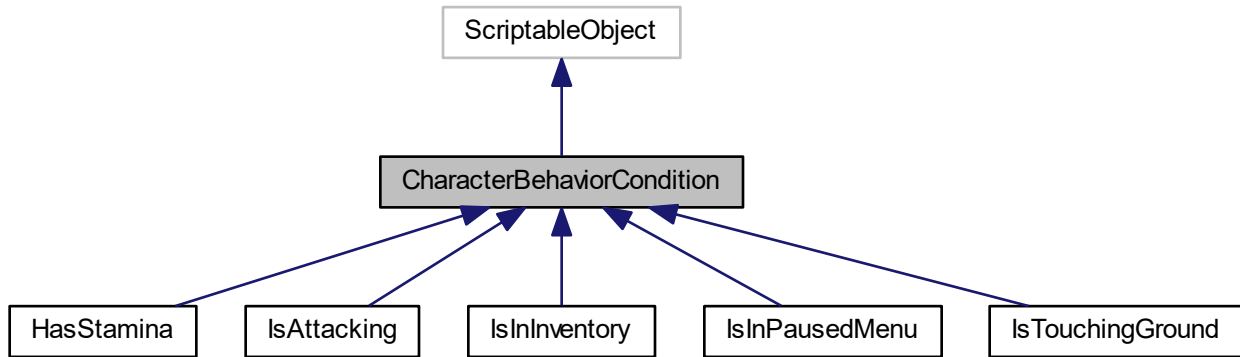 ScriptableObject
CharacterBehaviorCondition
HasStamina
IsAttacking
IsInInventory
IsInPausedMenu
IsTouchingGround